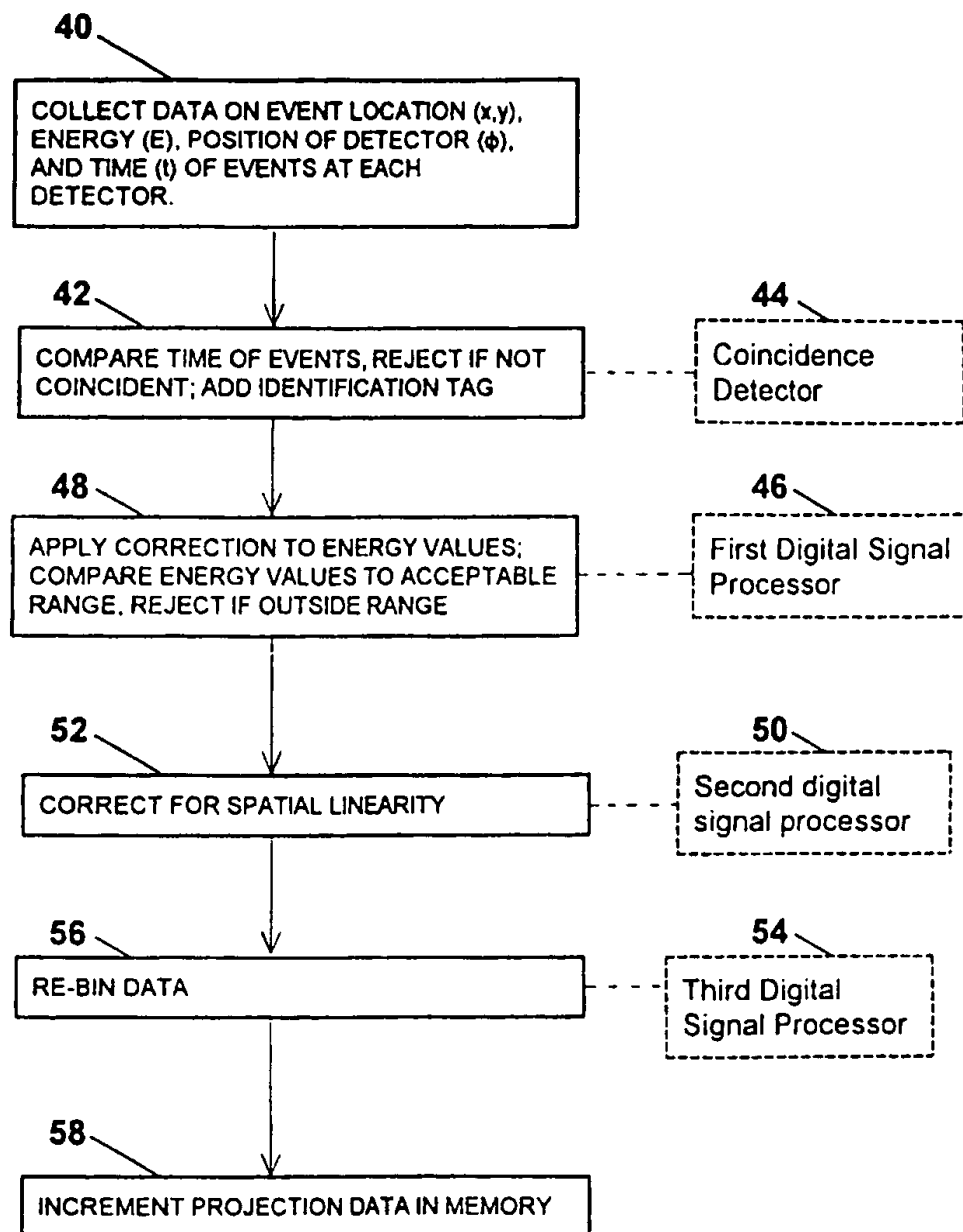 40
COLLECT DATA ON EVENT LOCATION (x,y),
ENERGY (E), POSITION OF DETECTOR (ϕ),
AND TIME (t) OF EVENTS AT EACH
DETECTOR.
42
44
COMPARE TIME OF EVENTS, REJECT IF NOT
COINCIDENT; ADD IDENTIFICATION TAG
Coincidence
Detector
48
46
APPLY CORRECTION TO ENERGY VALUES;
COMPARE ENERGY VALUES TO ACCEPTABLE
RANGE, REJECT IF OUTSIDE RANGE
First Digital Signal
Processor
52
50
CORRECT FOR SPATIAL LINEARITY
Second digital
signal processor
56
54
RE-BIN DATA
Third Digital
Signal Processor
58
INCREMENT PROJECTION DATA IN MEMORY